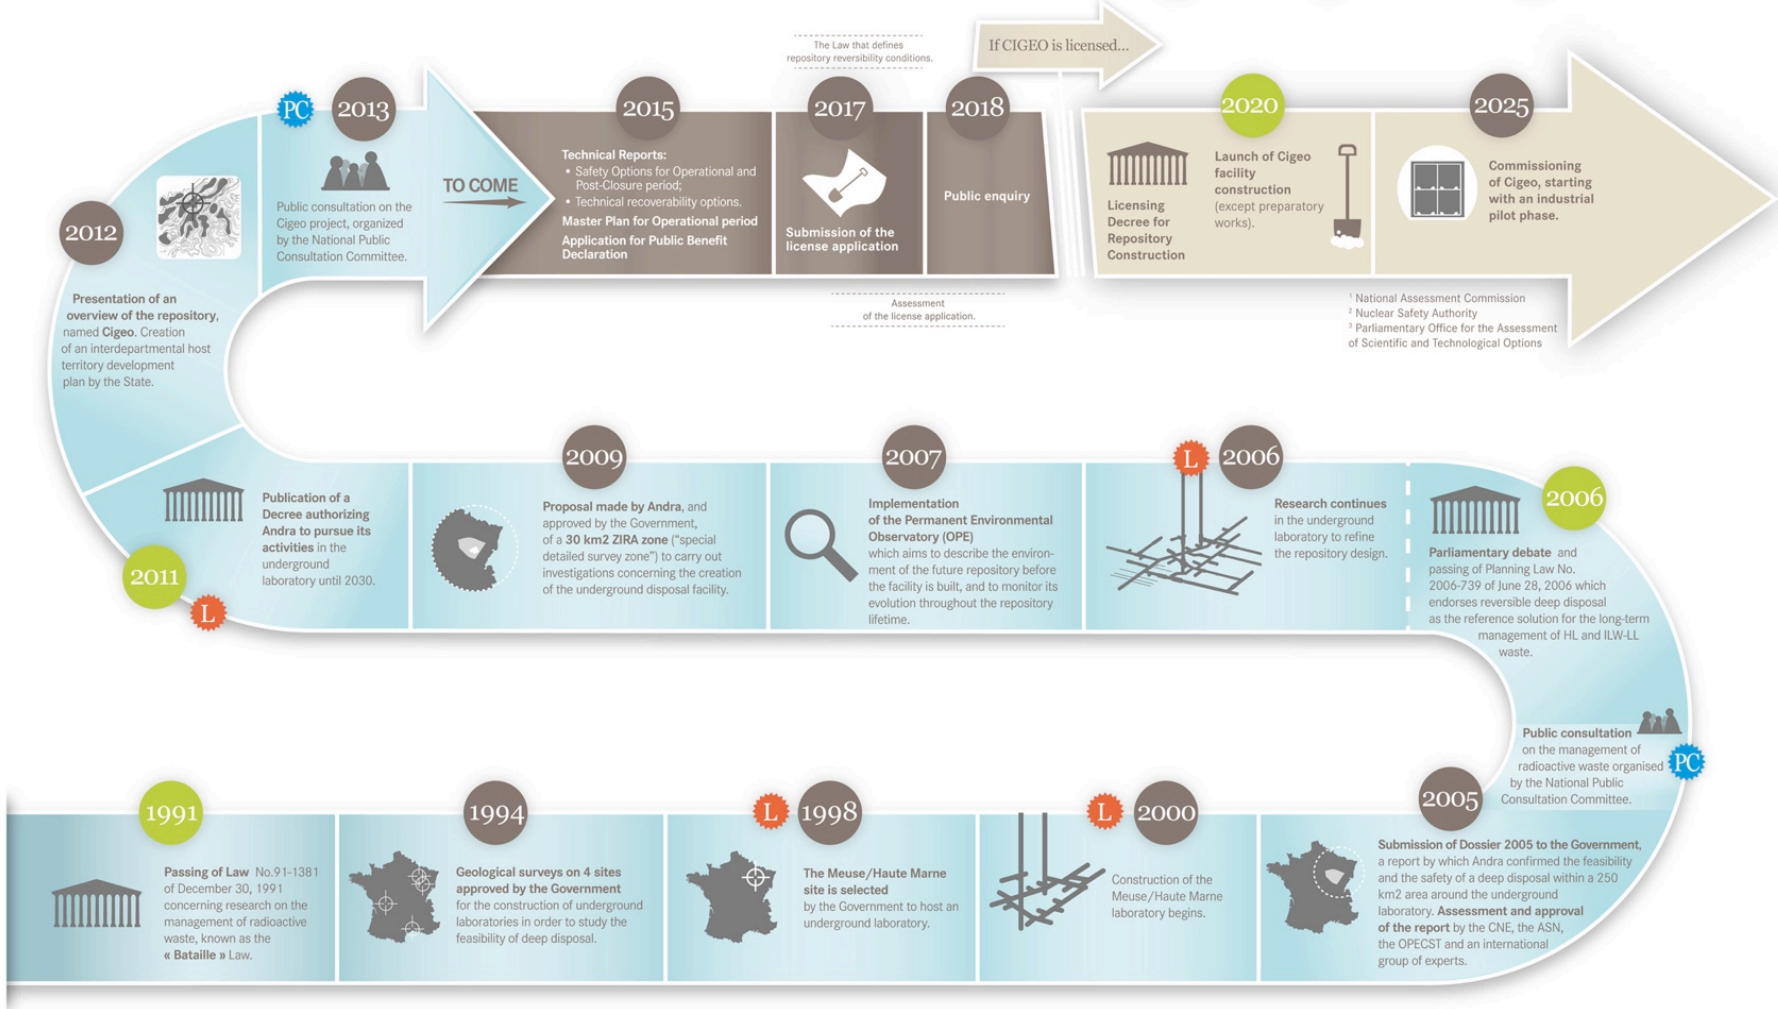 The Law that defines
repository reversibility conditions.
If CIGEO is licensed...
PC
2013
Public consultation on the
Cigeo project, organized
by the National Public
Consultation Committee.
TO COME
2015
Technical Reports:
• Safety Options for Operational and
Post-Closure period;
• Technical recoverability options.
Master Plan for Operational period
Application for Public Benefit
Declaration
2017
Submission of the
license application
2018
Public enquiry
Assessment
of the license application.
2020
Licensing
Decree for
Repository
Construction
Launch of Cigeo
facility
construction
(except preparatory
works).
2025
Commissioning
of Cigeo, starting
with an industrial
pilot phase.
1 National Assessment Commission
2 Nuclear Safety Authority
3 Parliamentary Office for the Assessment
of Scientific and Technological Options
2012
Presentation of an
overview of the repository,
named Cigeo. Creation
of an interdepartmental host
territory development
plan by the State.
2011
L
Publication of a
Decree authorizing
Andra to pursue its
activities in the
underground
laboratory until 2030.
2009
Proposal made by Andra, and
approved by the Government,
of a 30 km2 ZIRA zone ("special
detailed survey zone") to carry out
investigations concerning the creation
of the underground disposal facility.
2007
Implementation
of the Permanent Environmental
Observatory (OPE)
which aims to describe the environ-
ment of the future repository before
the facility is built, and to monitor its
evolution throughout the repository
lifetime.
L
2006
Research continues
in the underground
laboratory to refine
the repository design.
2006
Parliamentary debate and
passing of Planning Law No.
2006-739 of June 28, 2006 which
endorses reversible deep disposal
as the reference solution for the long-term
management of HL and ILW-LL
waste.
Public consultation
on the management of
radioactive waste organised
by the National Public
Consultation Committee.
PC
1991
Passing of Law No.91-1381
of December 30, 1991
concerning research on the
management of radioactive
waste, known as the
« Bataille » Law.
1994
Geological surveys on 4 sites
approved by the Government
for the construction of underground
laboratories in order to study the
feasibility of deep disposal.
L
1998
The Meuse/Haute Marne
site is selected
by the Government to host an
underground laboratory.
L
2000
Construction of the
Meuse/Haute Marne
laboratory begins.
2005
Submission of Dossier 2005 to the Government,
a report by which Andra confirmed the feasibility
and the safety of a deep disposal within a 250
km2 area around the underground
laboratory. Assessment and approval
of the report by the CNE, the ASN,
the OPECST and an international
group of experts.